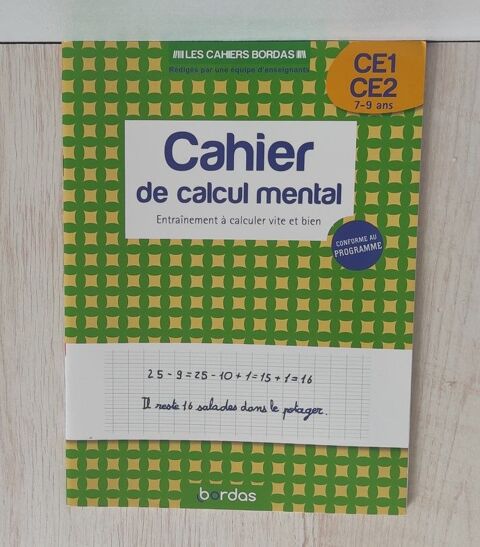 LES CAHIERS BORDAS
Rédigés par une équipe d'enseignants
CE1
CE2
7-9 ans
Cahier
de calcul mental
Entraînement à calculer vite et bien
CONFORME AU
PROGRAMME
25 - 9 = 25 - 10 + 1 = 15 + 1 = 16
Il reste 16 salades dans le potager.
bordas